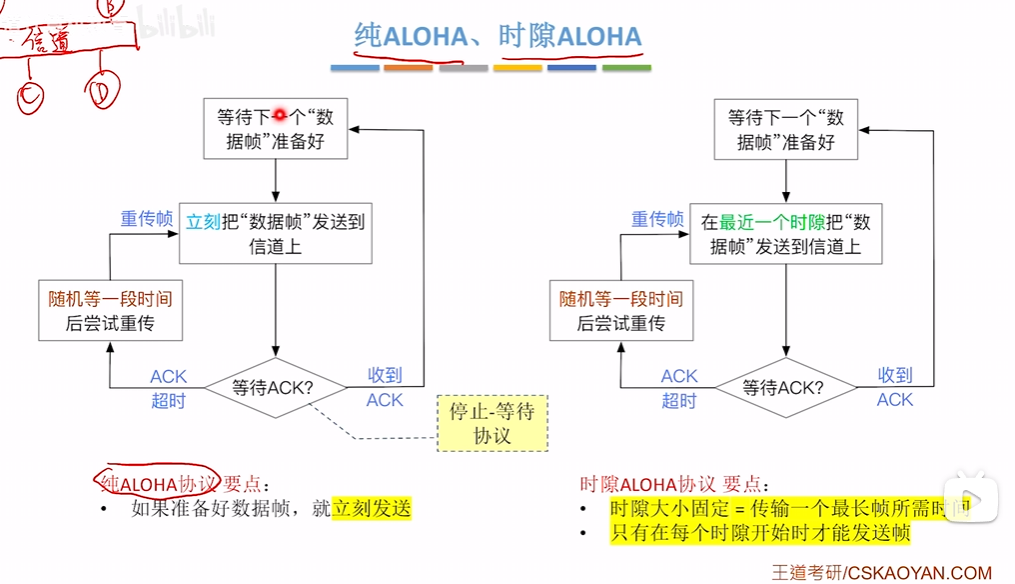 B
bilibili
信道
C
D
纯ALOHA、时隙ALOHA
等待下一个“数
据帧”准备好
重传帧
立刻把“数据帧”发送到
信道上
随机等一段时间
后尝试重传
ACK
超时
等待ACK?
收到
ACK
停止-等待
协议
等待下一个“数
据帧”准备好
重传帧
在最近一个时隙把“数
据帧”发送到信道上
随机等一段时间
后尝试重传
ACK
超时
等待ACK?
收到
ACK
纯ALOHA协议 要点：
• 如果准备好数据帧，就立刻发送
时隙ALOHA协议 要点：
• 时隙大小固定 = 传输一个最长帧所需时间
• 只有在每个时隙开始时才能发送帧
王道考研/CSKAOYAN.COM